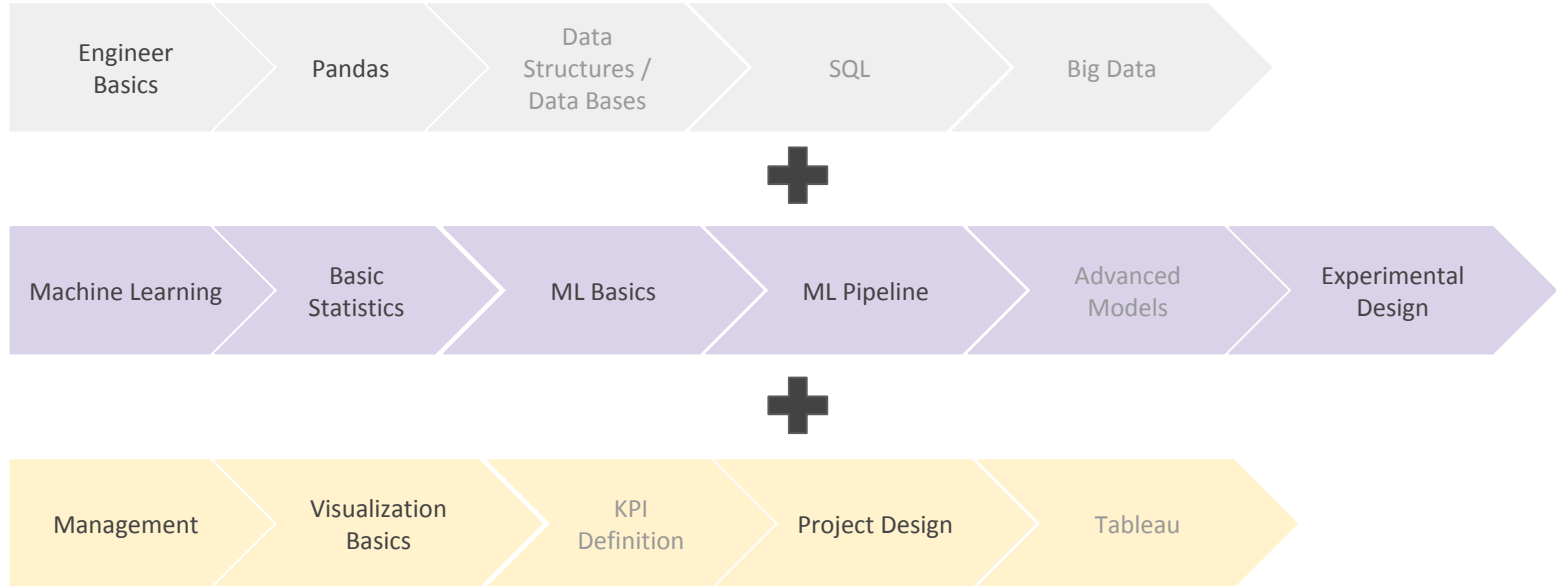 Engineer
Basics
Pandas
Data
Structures /
Data Bases
SQL
Big Data
Machine Learning
Basic
Statistics
ML Basics
ML Pipeline
Advanced
Models
Experimental
Design
Management
Visualization
Basics
KPI
Definition
Project Design
Tableau